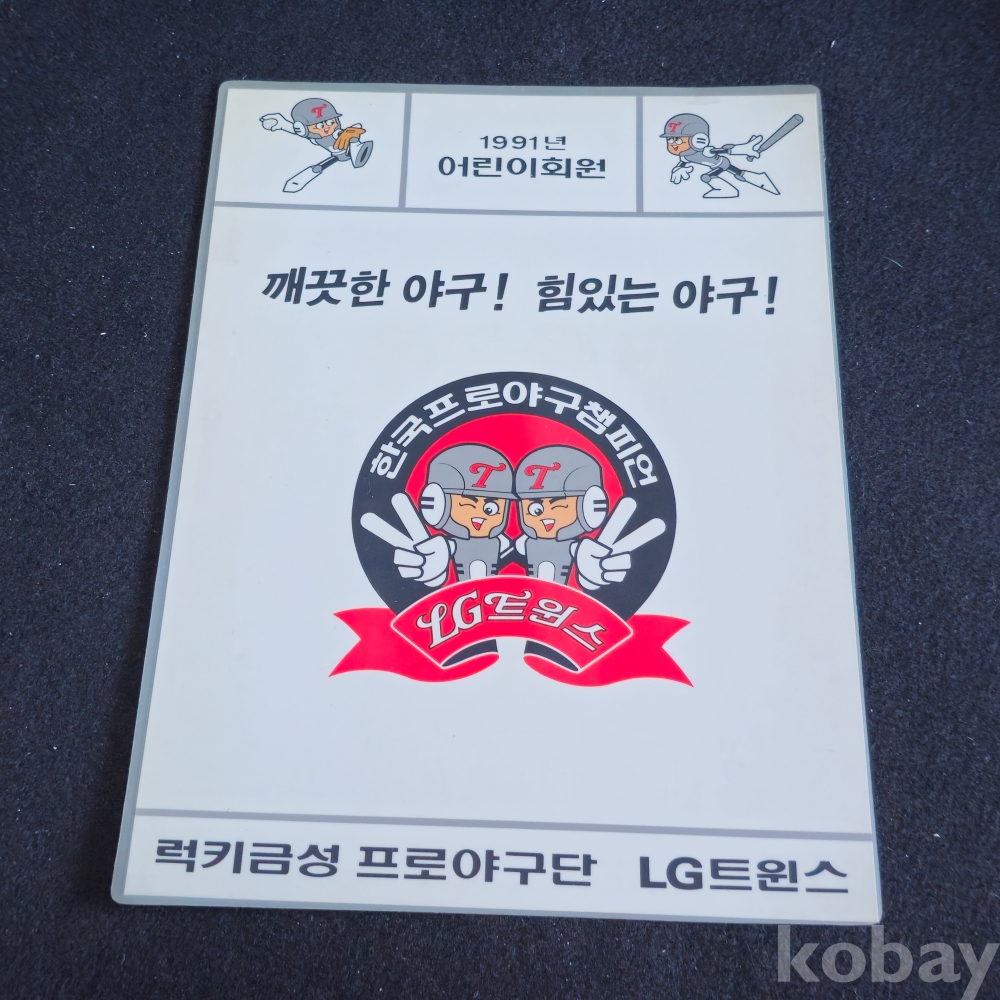 1991년
어린이회원
깨끗한 야구! 힘있는 야구!
한국프로야구챔피언
T T
LG트윈스
럭키금성 프로야구단 LG트윈스
kobay